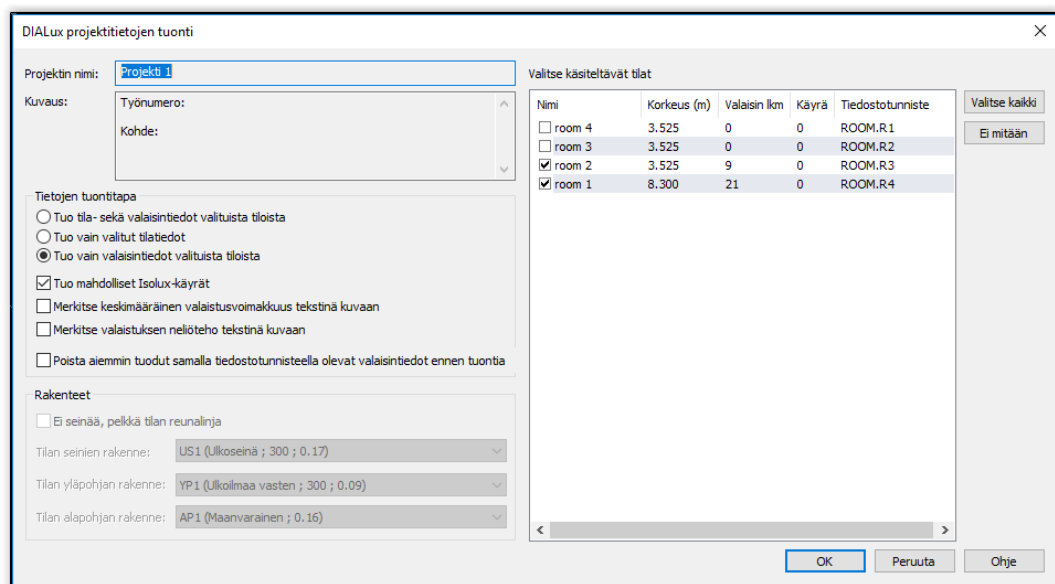 DIALux projektitietojen tuonti
Projektin nimi: Projekti 1
Kuvaus: Työnumero:
Kohde:
Tietojen tuontitapa
Tuo tila- sekä valaisintiedot valituista tiloista
Tuo vain valitut tilatiedot
Tuo vain valaisintiedot valituista tiloista
Tuo mahdolliset Isolux-käyrät
Merkitse keskimääräinen valaistusvoimakkuus tekstinä kuvaan
Merkitse valaistuksen neliöteho tekstinä kuvaan
Poista aiemmin tuodut samalla tiedostotunnisteella olevat valaisintiedot ennen tuontia
Rakenteet
Ei seinää, pelkkä tilan reunalinja
Tilan seinien rakenne: US1 (Ulkoseinä ; 300 ; 0.17)
Tilan yläpohjan rakenne: YP1 (Ulkoilmaa vasten ; 300 ; 0.09)
Tilan alapohjan rakenne: AP1 (Maanvarainen ; 0.16)
Valitse käsiteltävät tilat
Nimi Korkeus (m) Valaisin lkm Käyrä Tiedostotunniste
room 4 3.525 0 0 ROOM.R1
room 3 3.525 0 0 ROOM.R2
room 2 3.525 9 0 ROOM.R3
room 1 8.300 21 0 ROOM.R4
Valitse kaikki
Ei mitään
OK Peruuta Ohje